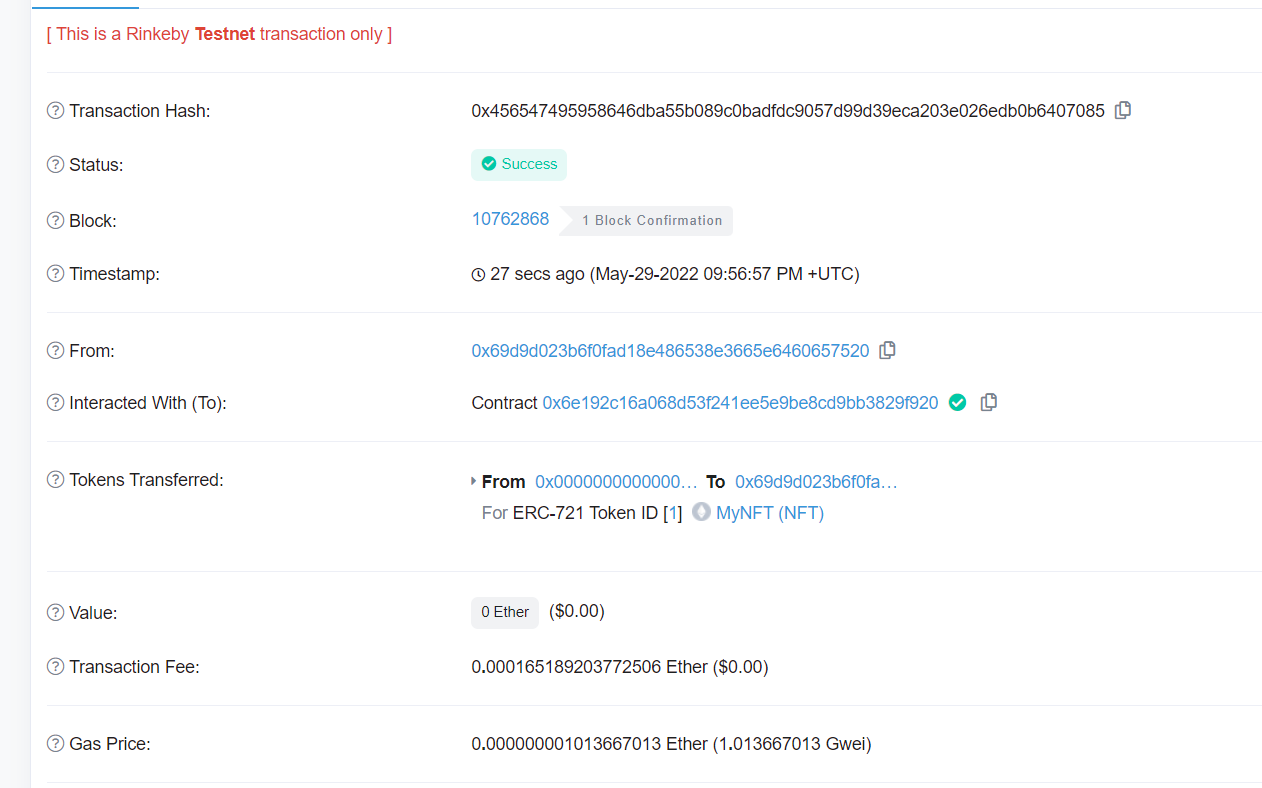 [ This is a Rinkeby Testnet transaction only ]
Transaction Hash: 0x456547495958646dba55b089c0badfdc9057d99d39eca203e026edb0b6407085
Status: Success
Block: 10762868 1 Block Confirmation
Timestamp: 27 secs ago (May-29-2022 09:56:57 PM +UTC)
From: 0x69d9d023b6f0fad18e486538e3665e6460657520
Interacted With (To): Contract 0x6e192c16a068d53f241ee5e9be8cd9bb3829f920
Tokens Transferred: From 0x0000000000000... To 0x69d9d023b6f0fa...
For ERC-721 Token ID [1] MyNFT (NFT)
Value: 0 Ether ($0.00)
Transaction Fee: 0.000165189203772506 Ether ($0.00)
Gas Price: 0.000000001013667013 Ether (1.013667013 Gwei)